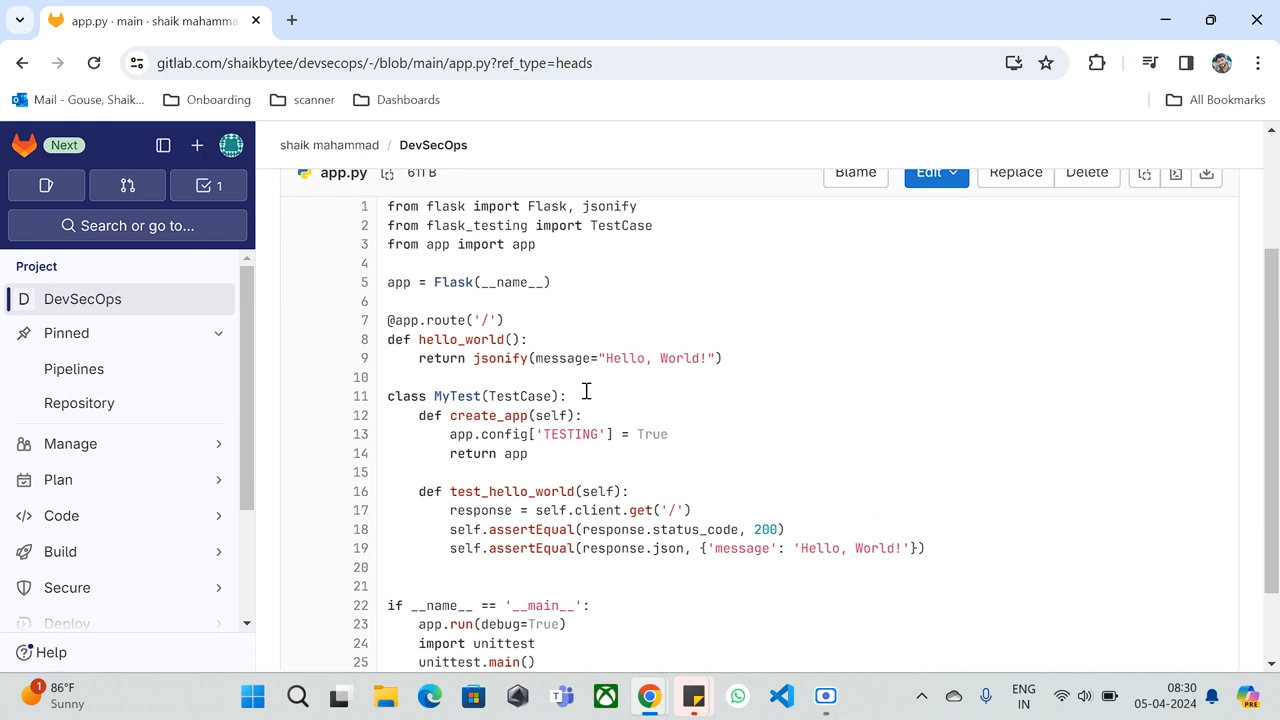 app.py · main · shaik mahamma
gitlab.com/shaikbytee/devsecops/-/blob/main/app.py?ref_type=heads
Mail - Gouse, Shaik...
Onboarding
scanner
Dashboards
All Bookmarks
Next
1
Search or go to...
Project
D DevSecOps
Pinned
Pipelines
Repository
Manage
Plan
Code
Build
Secure
Deploy
Help
shaik mahammad / DevSecOps
app.py 611 B
Blame
Edit
Replace
Delete
1 from flask import Flask, jsonify
2 from flask_testing import TestCase
3 from app import app
4
5 app = Flask(__name__)
6
7 @app.route('/')
8 def hello_world():
9 return jsonify(message="Hello, World!")
10
11 class MyTest(TestCase):
12 def create_app(self):
13 app.config['TESTING'] = True
14 return app
15
16 def test_hello_world(self):
17 response = self.client.get('/')
18 self.assertEqual(response.status_code, 200)
19 self.assertEqual(response.json, {'message': 'Hello, World!'})
20
21
22 if __name__ == '__main__':
23 app.run(debug=True)
24 import unittest
25 unittest.main()
1
86°F
Sunny
ENG
IN
08:30
05-04-2024
PRE